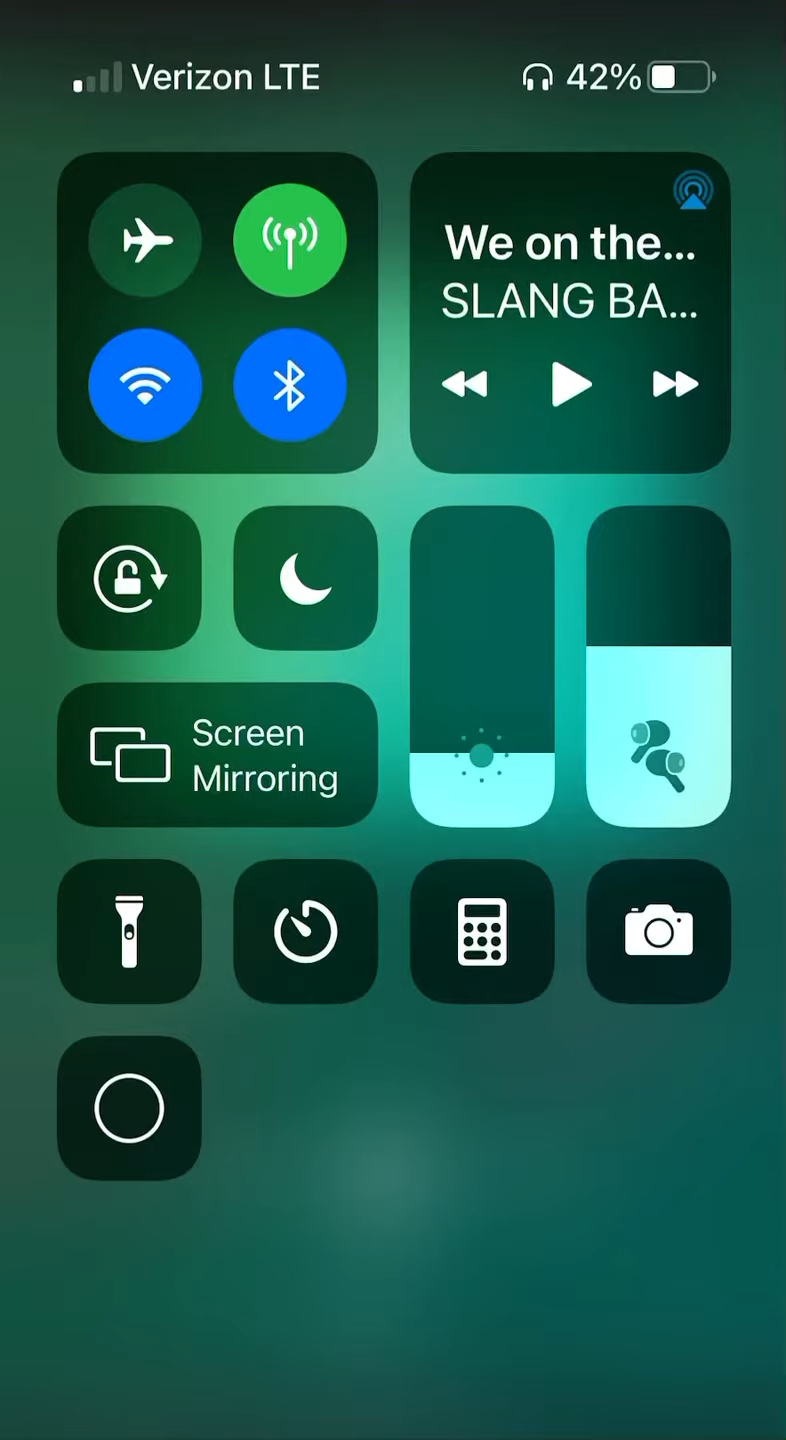 Verizon LTE
42%
We on the...
SLANG BA...
Screen
Mirroring